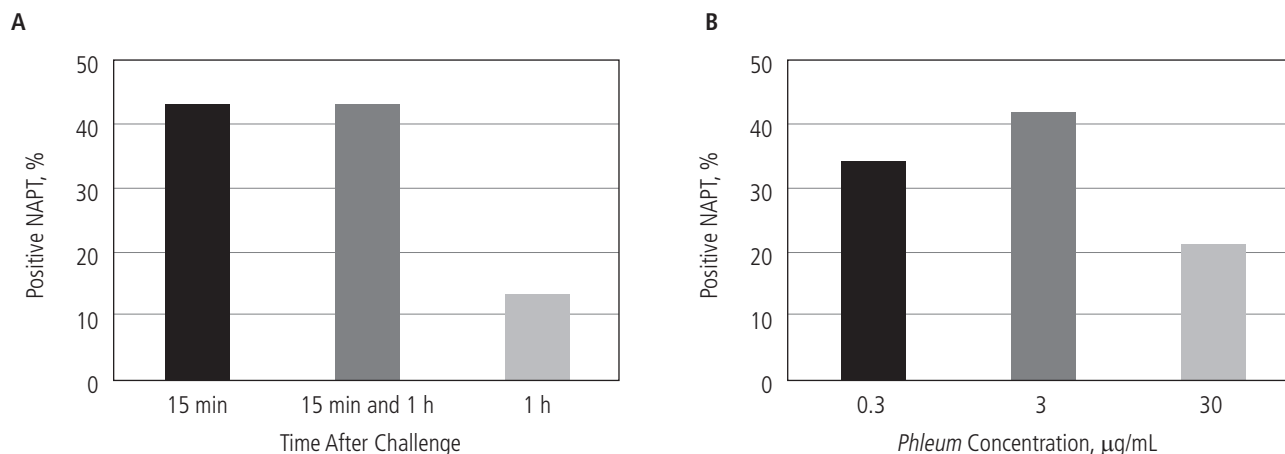 A
Positive NAPT, %
50
40
30
20
10
0
15 min
15 min and 1 h
1 h
Time After Challenge
B
Positive NAPT, %
50
40
30
20
10
0
0.3
3
30
Phleum Concentration, µg/mL